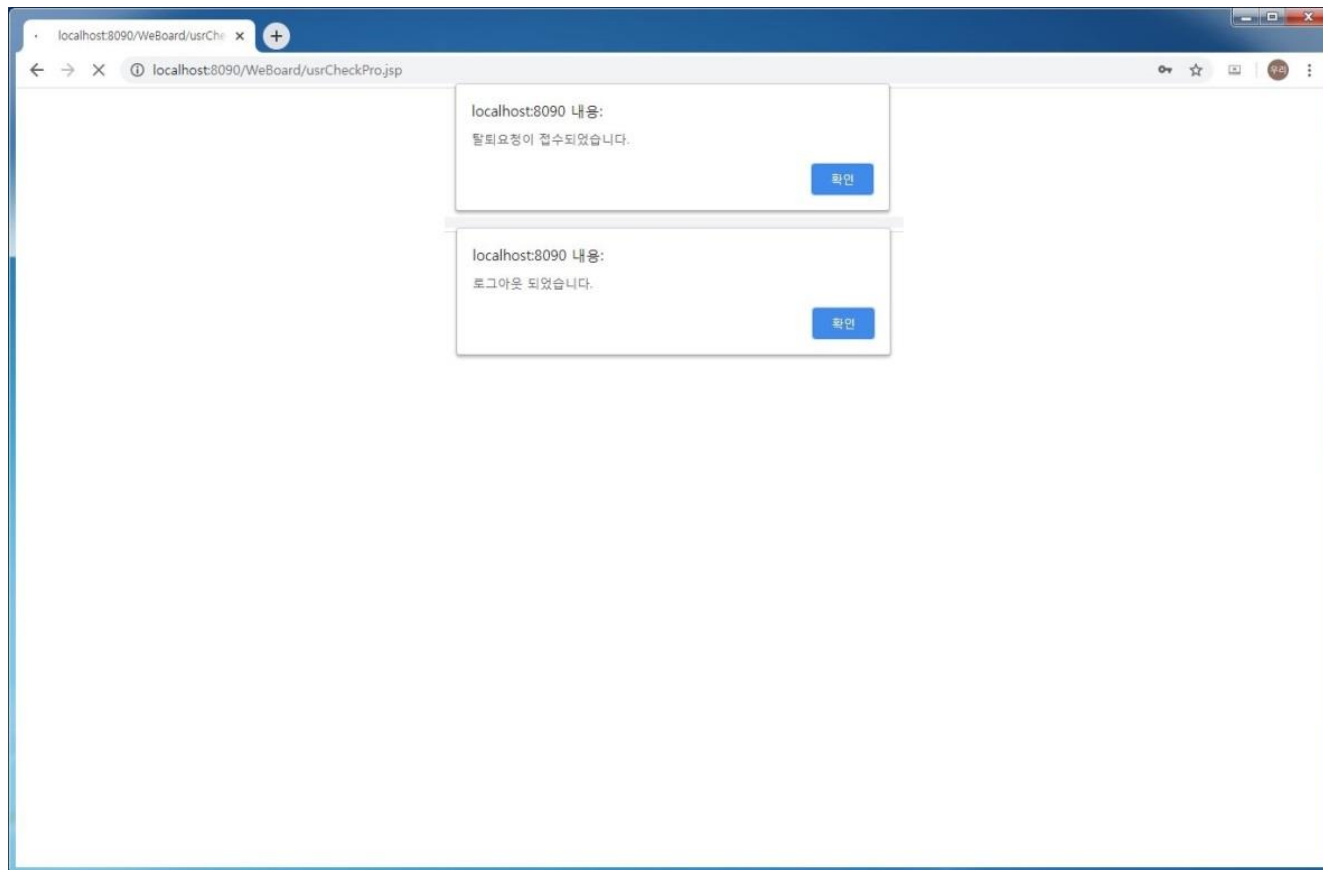 localhost:8090/WeBoard/usrChe
localhost:8090/WeBoard/usrCheckPro.jsp
우리
localhost:8090 내용:
탈퇴요청이 접수되었습니다.
확인
localhost:8090 내용:
로그아웃 되었습니다.
확인